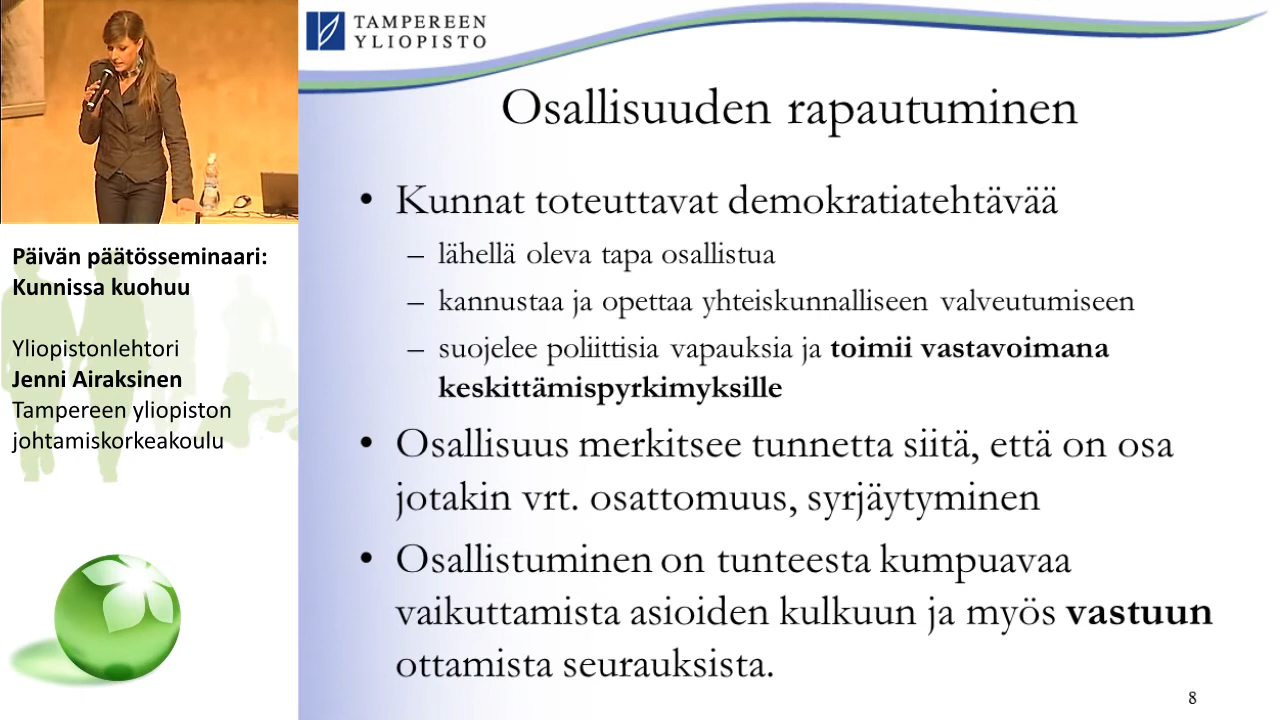 TAMPEREEN
YLIOPISTO
Osallisuuden rapautuminen
• Kunnat toteuttavat demokratiatehtävää
– lähellä oleva tapa osallistua
– kannustaa ja opettaa yhteiskunnalliseen valveutumiseen
– suojelee poliittisia vapauksia ja toimii vastavoimana
keskittämispyrkimyksille
• Osallisuus merkitsee tunnetta siitä, että on osa
jotakin vrt. osattomuus, syrjäytyminen
• Osallistuminen on tunteesta kumpuavaa
vaikuttamista asioiden kulkuun ja myös vastuun
ottamista seurauksista.
8
Päivän päätösseminaari:
Kunnissa kuohuu
Yliopistonlehtori
Jenni Airaksinen
Tampereen yliopiston
johtamiskorkeakoulu